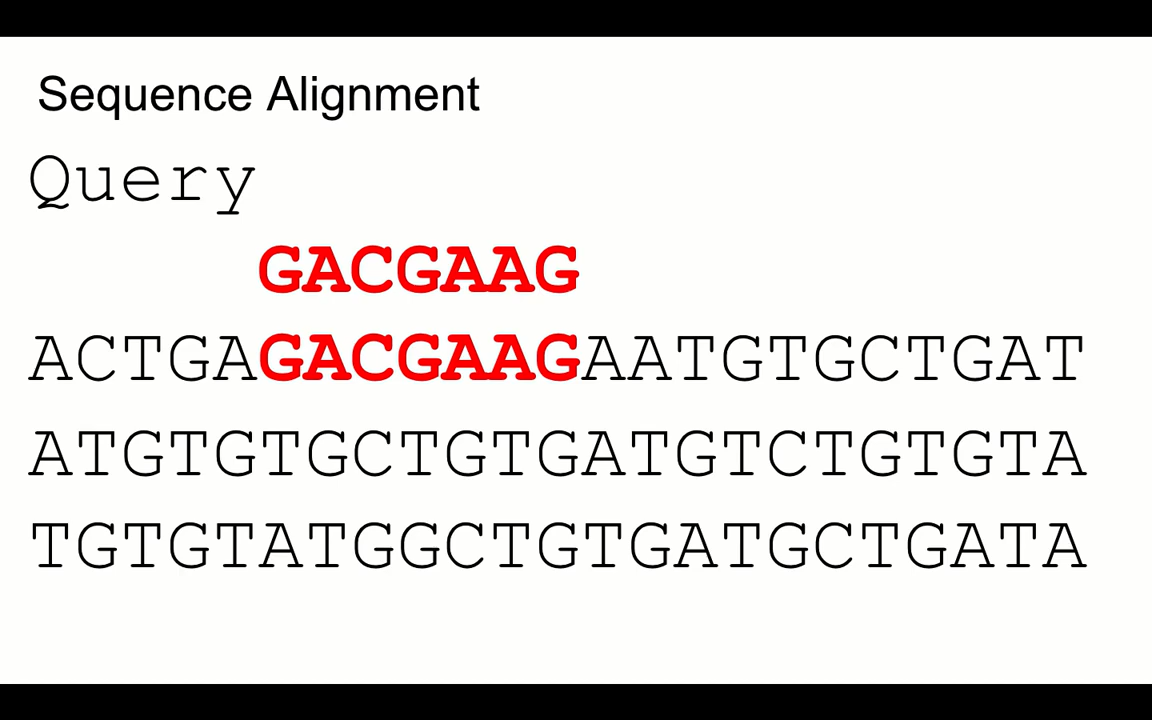 Sequence Alignment
Query
GACGAAG
ACTGAGACGAAGAATGTGCTGAT
ATGTGTGCTGTGATGTCTGTGTA
TGTGTATGGCTGTGATGCTGATA